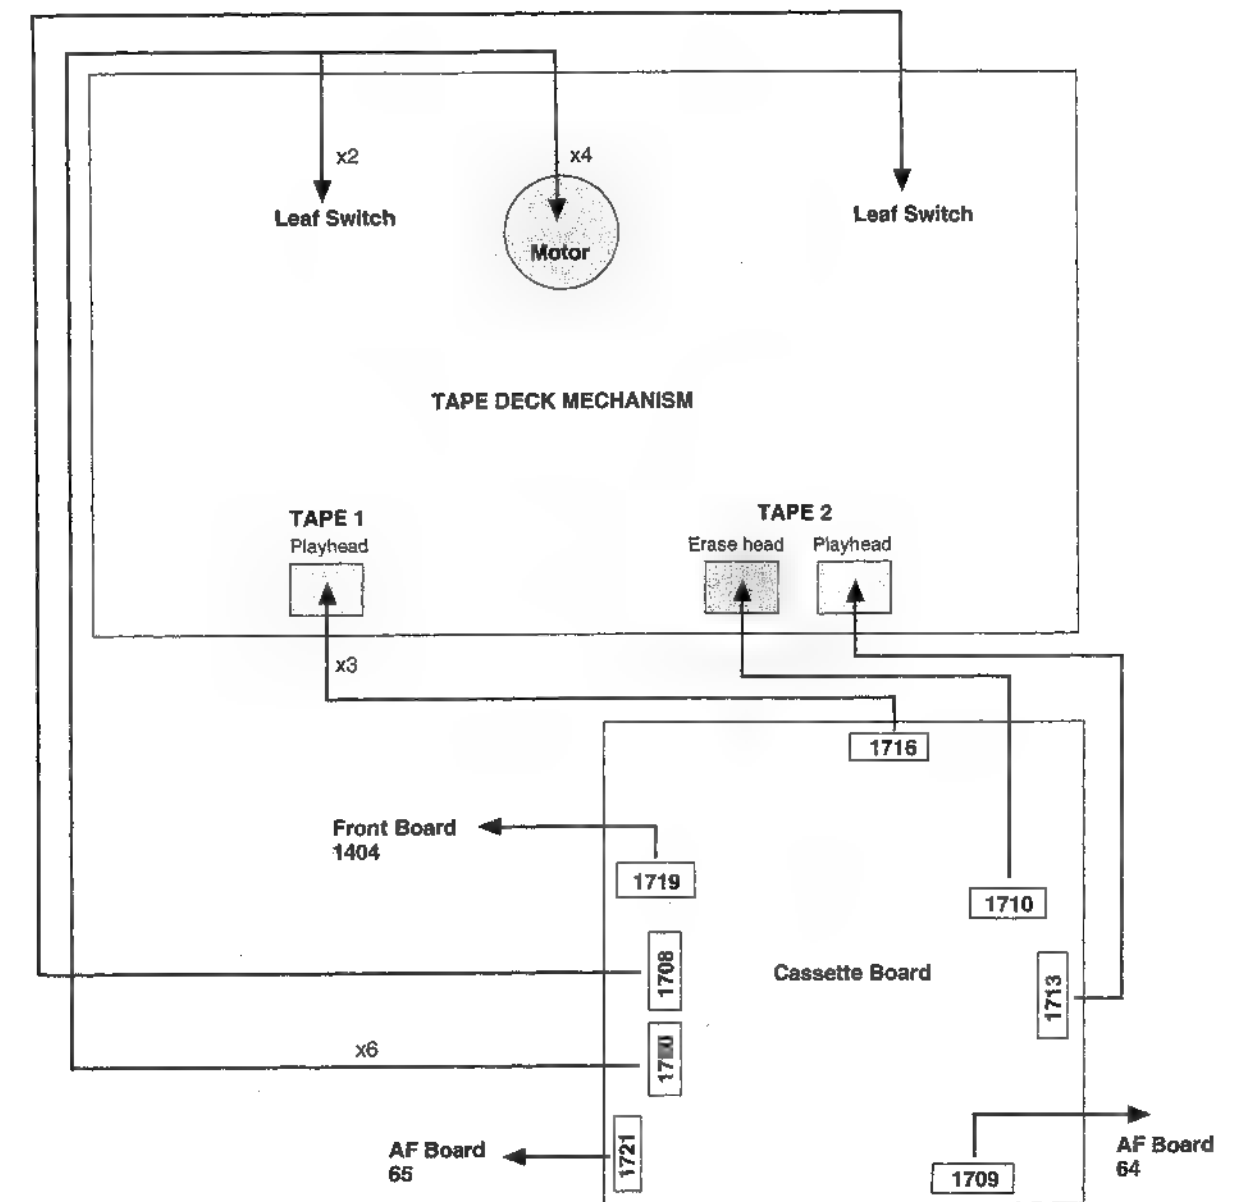 x2
x4
Leaf Switch
Leaf Switch
Motor
TAPE DECK MECHANISM
TAPE 1
Playhead
TAPE 2
Erase head
Playhead
x3
1716
Front Board
1404
1719
1710
1708
Cassette Board
1713
x6
AF Board
65
1721
1709
AF Board
64